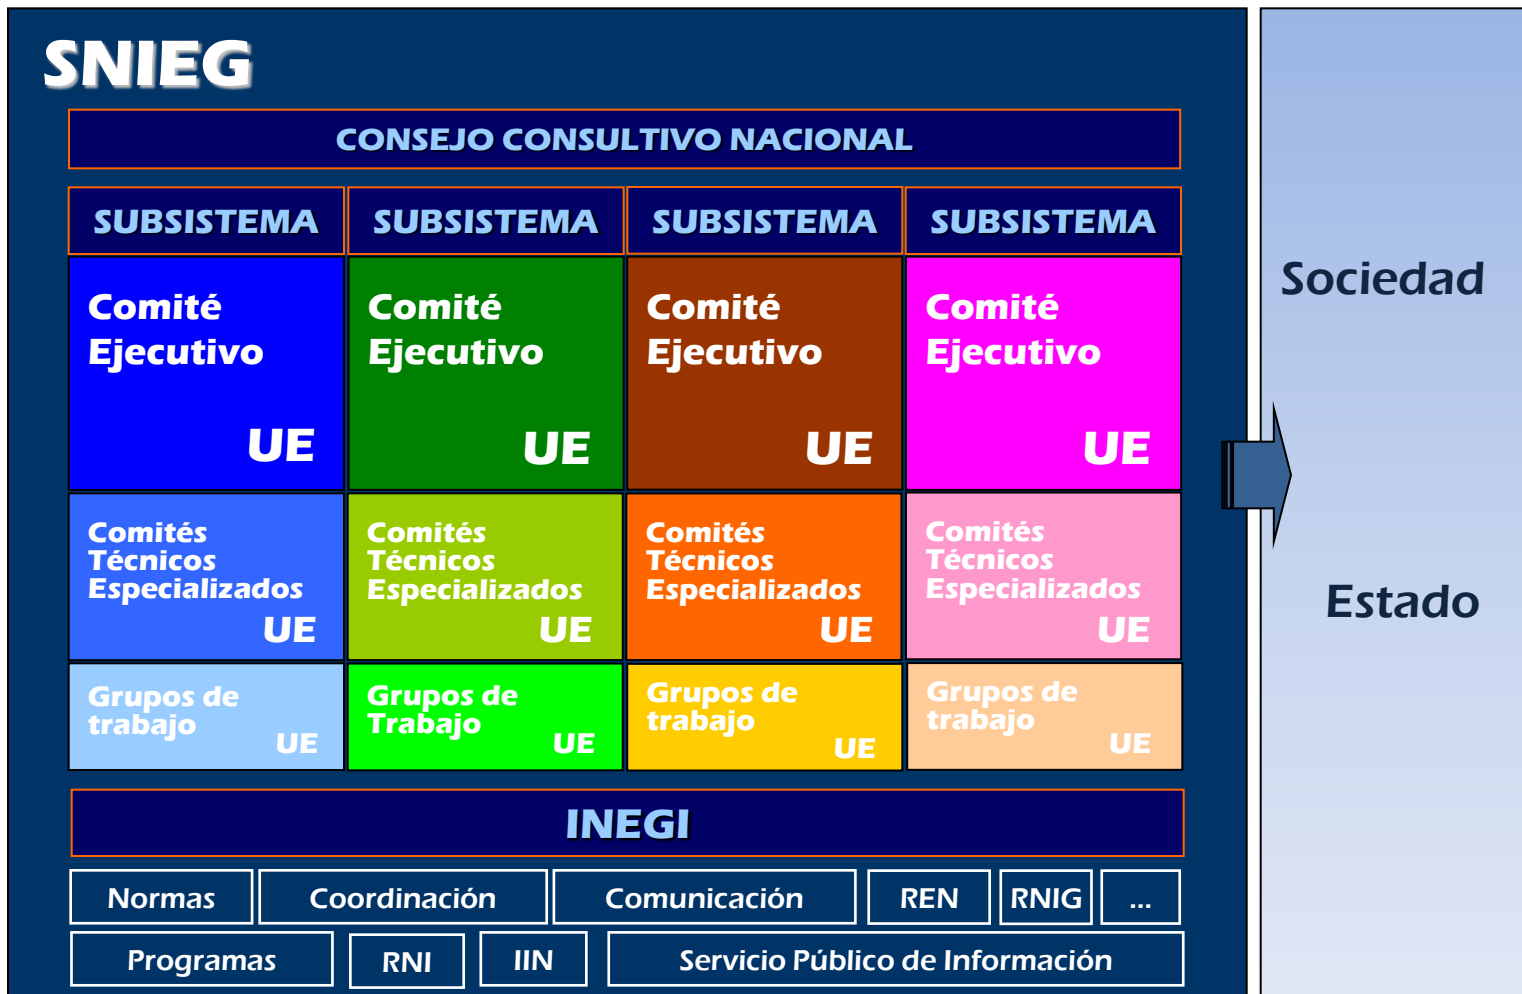 SNIEG
CONSEJO CONSULTIVO NACIONAL
SUBSISTEMA
SUBSISTEMA
SUBSISTEMA
SUBSISTEMA
Comité
Ejecutivo
UE
Comité
Ejecutivo
UE
Comité
Ejecutivo
UE
Comité
Ejecutivo
UE
Comités
Técnicos
Especializados
UE
Comités
Técnicos
Especializados
UE
Comités
Técnicos
Especializados
UE
Comités
Técnicos
Especializados
UE
Grupos de
trabajo
UE
Grupos de
Trabajo
UE
Grupos de
trabajo
UE
Grupos de
trabajo
UE
INEGI
Normas
Coordinación
Comunicación
REN
RNIG
...
Programas
RNI
IIN
Servicio Público de Información
Sociedad
Estado